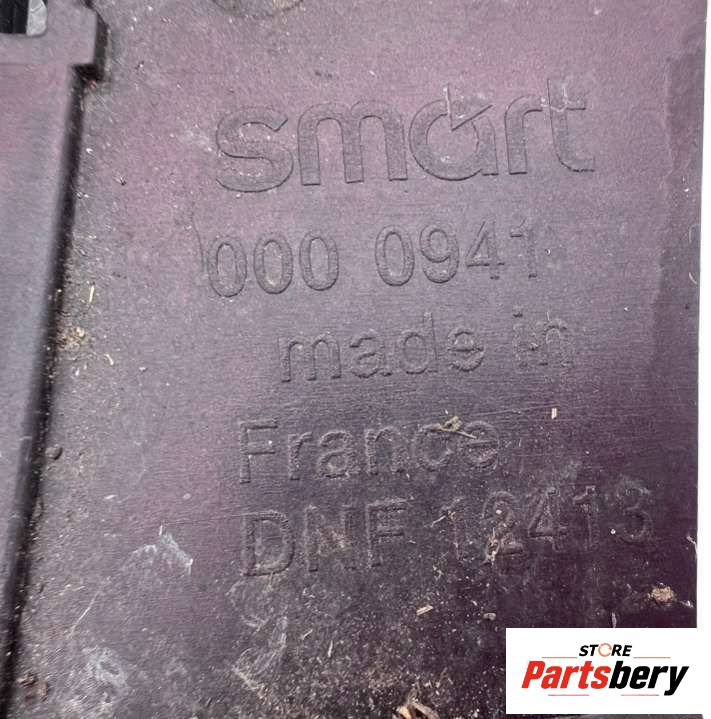 smart
000 0941
made in
France
DNF 12413
STORE
Partsbery